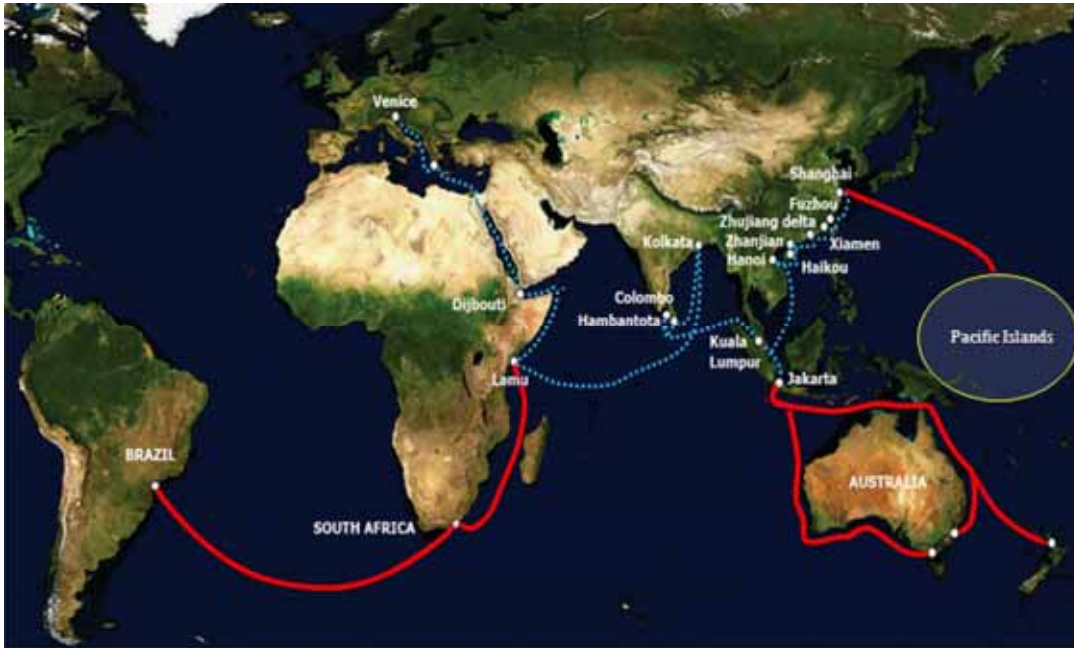 Venice
Shanghai
Fuzhou
Zhujiang delta
Zhanjian
Xiamen
Kolkata
Hanoi
Haikou
Dijbouti
Colombo
Hambantota
Kuala
Lumpur
Pacific Islands
Lamu
Jakarta
BRAZIL
AUSTRALIA
SOUTH AFRICA